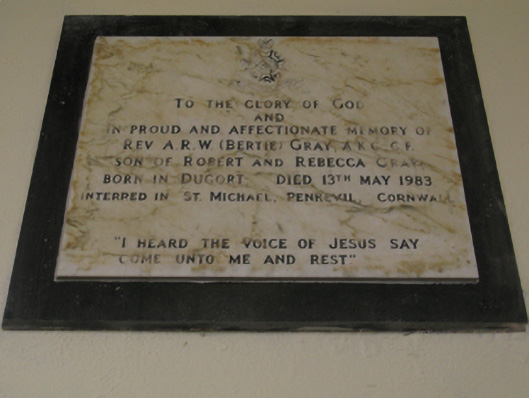 To the glory of God
and
in proud and affectionate memory of
Rev A.R.W. (Bertie) Gray, A.K.C. C.F.
son of Robert and Rebecca Gray
born in Dugort. Died 13th May 1983
interred in St. Michael, Penkevil, Cornwall
"I heard the voice of Jesus say
come unto me and rest"